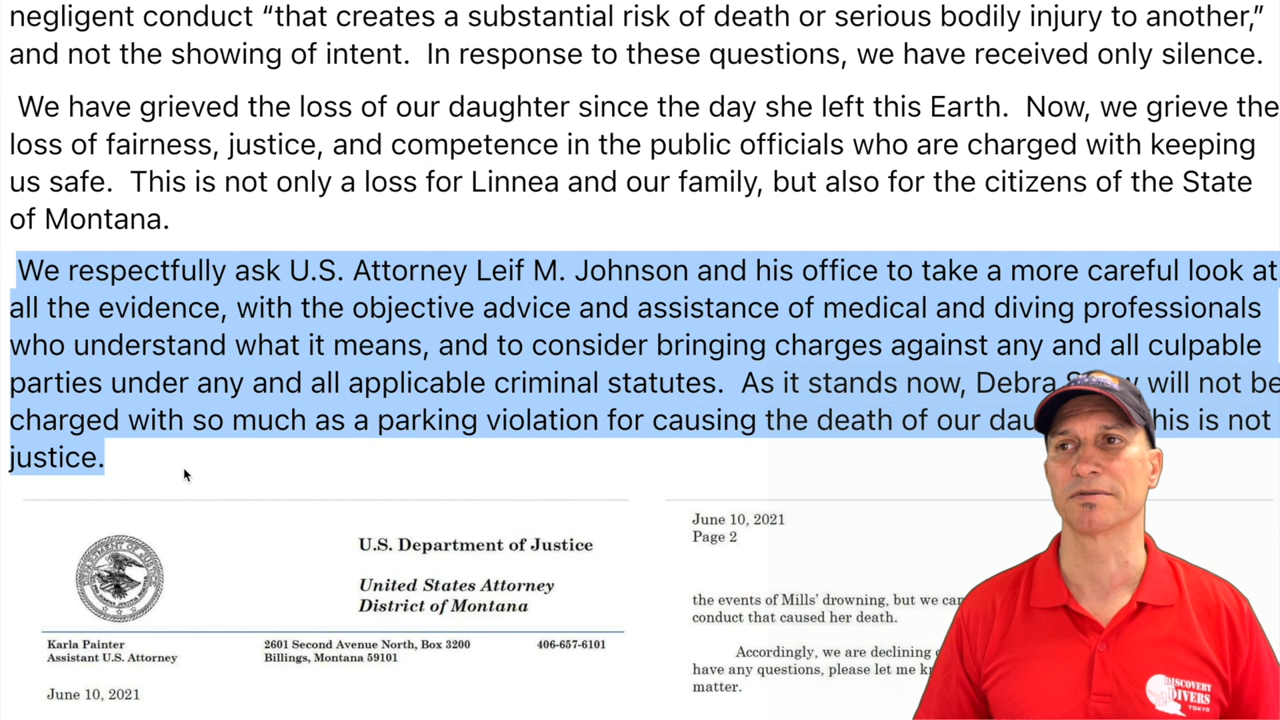 negligent conduct “that creates a substantial risk of death or serious bodily injury to another,”
and not the showing of intent.  In response to these questions, we have received only silence.
We have grieved the loss of our daughter since the day she left this Earth.  Now, we grieve the
loss of fairness, justice, and competence in the public officials who are charged with keeping
us safe.  This is not only a loss for Linnea and our family, but also for the citizens of the State
of Montana.
We respectfully ask U.S. Attorney Leif M. Johnson and his office to take a more careful look at
all the evidence, with the objective advice and assistance of medical and diving professionals
who understand what it means, and to consider bringing charges against any and all culpable
parties under any and all applicable criminal statutes.  As it stands now, Debra will not be
charged with so much as a parking violation for causing the death of our is not
justice.
U.S. Department of Justice
United States Attorney
District of Montana
Karla Painter
Assistant U.S. Attorney
2601 Second Avenue North, Box 3200
Billings, Montana 59101
406-657-6101
June 10, 2021
June 10, 2021
Page 2
the events of Mills’ drowning, but we
conduct that caused her death.
Accordingly, we are declining
have any questions, please let me
matter.
DISCOVERY
DIVERS
TOKYO